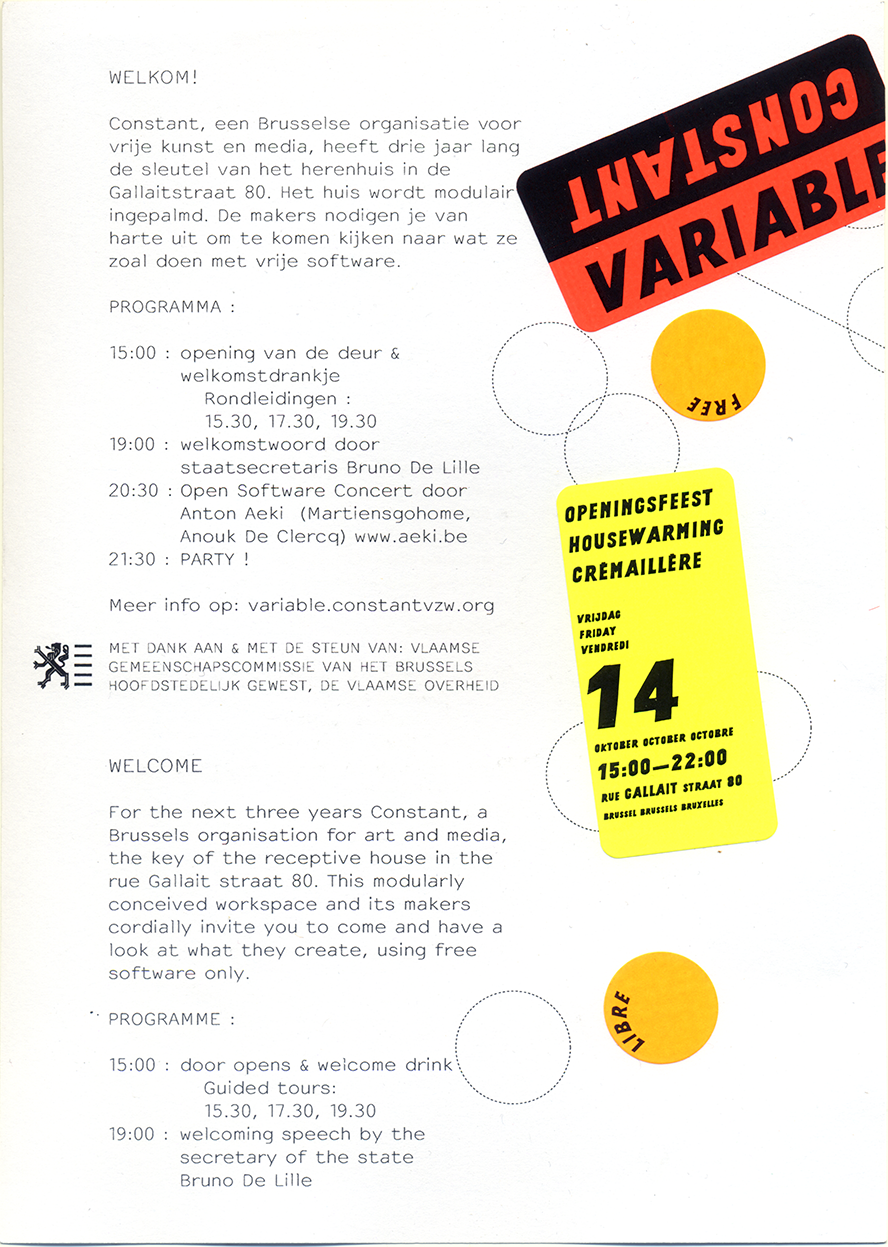 WELKOM!
Constant, een Brusselse organisatie voor
vrije kunst en media, heeft drie jaar lang
de sleutel van het herenhuis in de
Gallaitstraat 80. Het huis wordt modulair
ingepalmd. De makers nodigen je van
harte uit om te komen kijken naar wat ze
zoal doen met vrije software.
PROGRAMMA :
15:00 : opening van de deur &
welkomstdrankje
Rondleidingen :
15.30, 17.30, 19.30
19:00 : welkomstwoord door
staatsecretaris Bruno De Lille
20:30 : Open Software Concert door
Anton Aeki (Martiensgohome,
Anouk De Clercq) www.aeki.be
21:30 : PARTY !
Meer info op: variable.constantvzw.org
MET DANK AAN & MET DE STEUN VAN: VLAAMSE
GEMEENSCHAPSCOMMISSIE VAN HET BRUSSELS
HOOFDSTEDELIJK GEWEST, DE VLAAMSE OVERHEID
WELCOME
For the next three years Constant, a
Brussels organisation for art and media,
the key of the receptive house in the
rue Gallait straat 80. This modularly
conceived workspace and its makers
cordially invite you to come and have a
look at what they create, using free
software only.
PROGRAMME :
15:00 : door opens & welcome drink
Guided tours:
15.30, 17.30, 19.30
19:00 : welcoming speech by the
secretary of the state
Bruno De Lille
CONSTANT
VARIABLE
FREE
OPENINGSFEEST
HOUSEWARMING
CRÉMAILLÈRE
VRIJDAG
FRIDAY
VENDREDI
14
OKTOBER OCTOBER OCTOBRE
15:00—22:00
RUE GALLAIT STRAAT 80
BRUSSEL BRUSSELS BRUXELLES
LIBRE